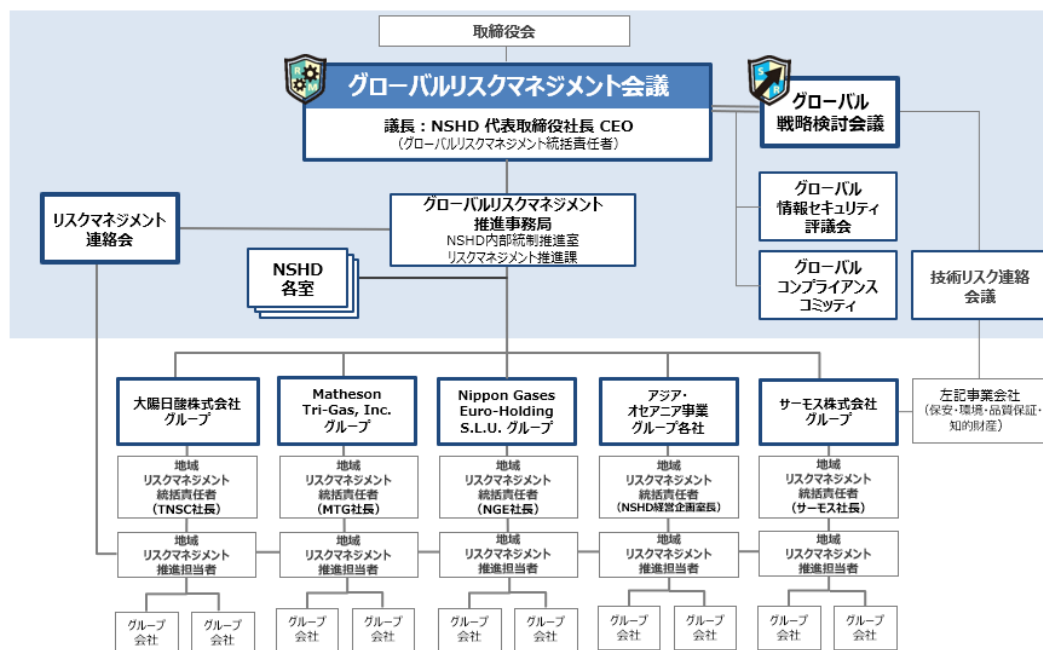 取締役会
R
M
グローバルリスクマネジメント会議
議長：NSHD 代表取締役社長 CEO
（グローバルリスクマネジメント統括責任者）
S
R
グローバル
戦略検討会議
リスクマネジメント
連絡会
グローバルリスクマネジメント
推進事務局
NSHD内部統制推進室
リスクマネジメント推進課
グローバル
情報セキュリティ
評議会
NSHD
各室
グローバル
コンプライアンス
コミッティ
技術リスク連絡
会議
大陽日酸株式会社
グループ
Matheson
Tri-Gas, Inc.
グループ
Nippon Gases
Euro-Holding
S.L.U. グループ
アジア・
オセアニア事業
グループ各社
サーモス株式会社
グループ
左記事業会社
（保安・環境・品質保証・
知的財産）
地域
リスクマネジメント
統括責任者
（TNSC社長）
地域
リスクマネジメント
統括責任者
（MTG社長）
地域
リスクマネジメント
統括責任者
（NGE社長）
地域
リスクマネジメント
統括責任者
（NSHD経営企画室長）
地域
リスクマネジメント
統括責任者
（サーモス社長）
地域
リスクマネジメント
推進担当者
地域
リスクマネジメント
推進担当者
地域
リスクマネジメント
推進担当者
地域
リスクマネジメント
推進担当者
地域
リスクマネジメント
推進担当者
グループ
会社
グループ
会社
グループ
会社
グループ
会社
グループ
会社
グループ
会社
グループ
会社
グループ
会社
グループ
会社
グループ
会社